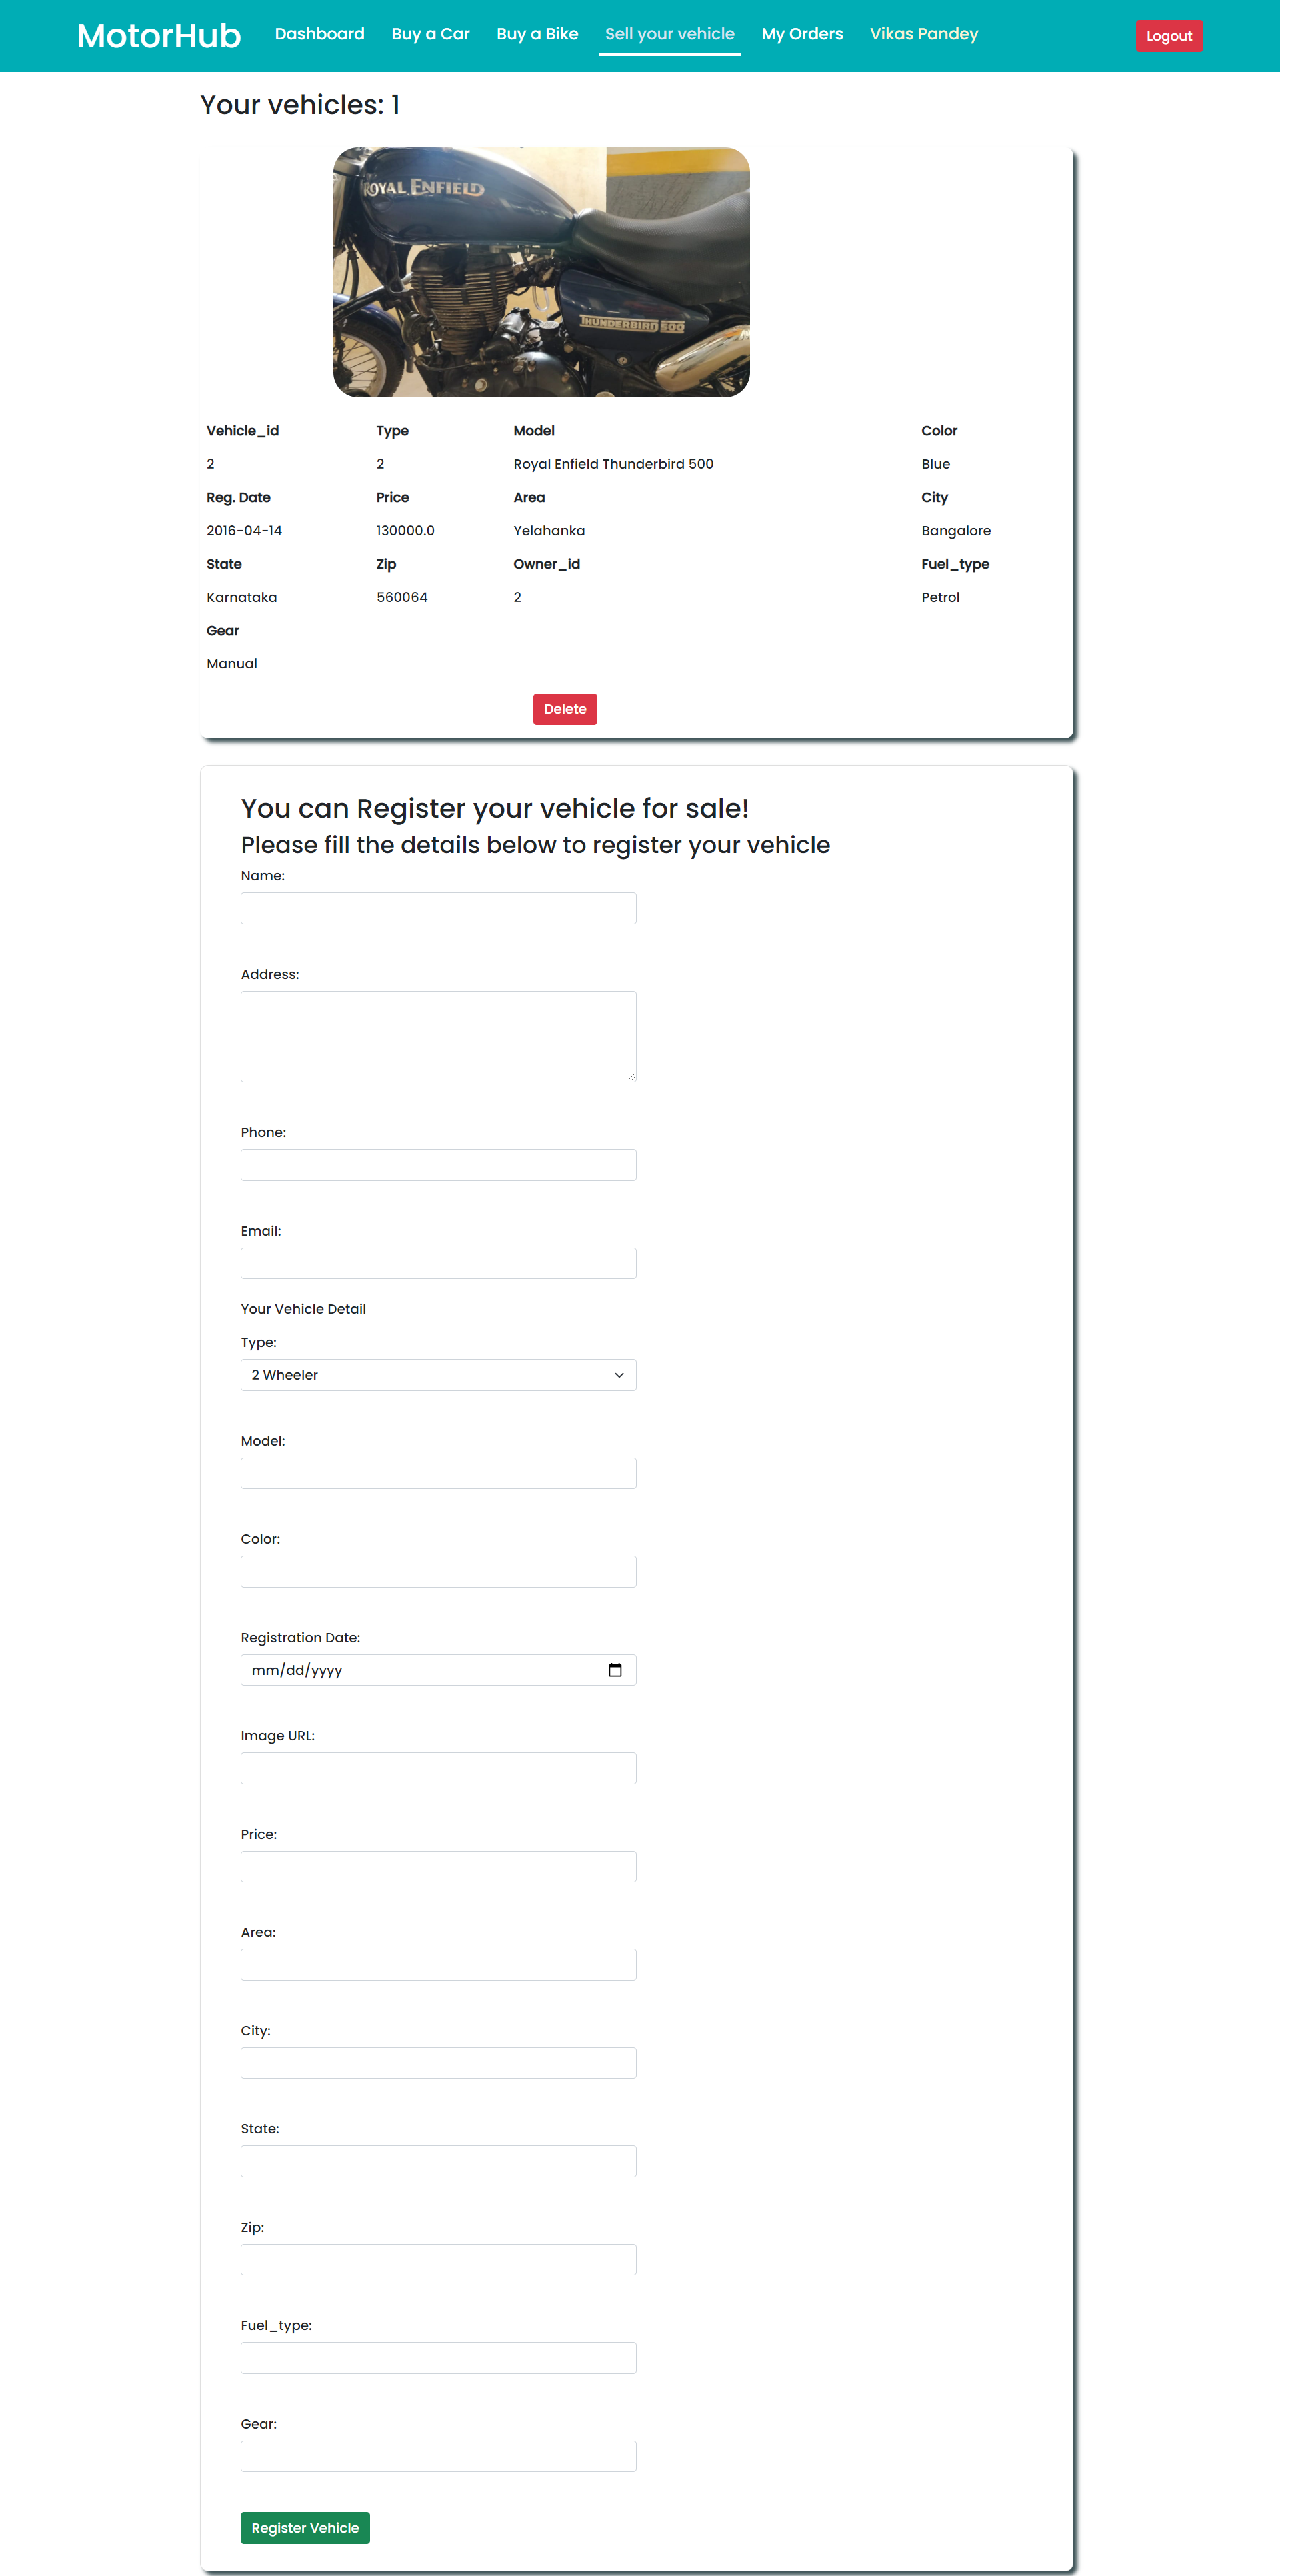 MotorHub Dashboard Buy a Car Buy a Bike Sell your vehicle My Orders Vikas Pandey Logout
Your vehicles: 1
ROYAL ENFIELD
THUNDERBIRD 500
Vehicle_id Type Model Color
2 2 Royal Enfield Thunderbird 500 Blue
Reg. Date Price Area City
2016-04-14 130000.0 Yelahanka Bangalore
State Zip Owner_id Fuel_type
Karnataka 560064 2 Petrol
Gear
Manual
Delete
You can Register your vehicle for sale!
Please fill the details below to register your vehicle
Name:
Address:
Phone:
Email:
Your Vehicle Detail
Type:
2 Wheeler
Model:
Color:
Registration Date:
mm/dd/yyyy
Image URL:
Price:
Area:
City:
State:
Zip:
Fuel_type:
Gear:
Register Vehicle